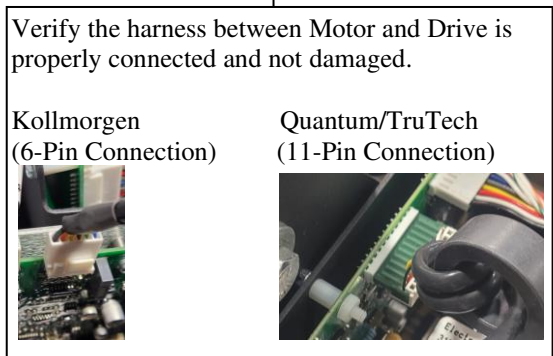 Verify the harness between Motor and Drive is
properly connected and not damaged.
Kollmorgen Quantum/TruTech
(6-Pin Connection) (11-Pin Connection)